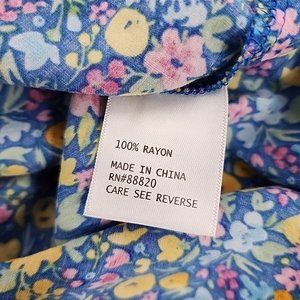 100% RAYON
MADE IN CHINA
RN#88820
CARE SEE REVERSE